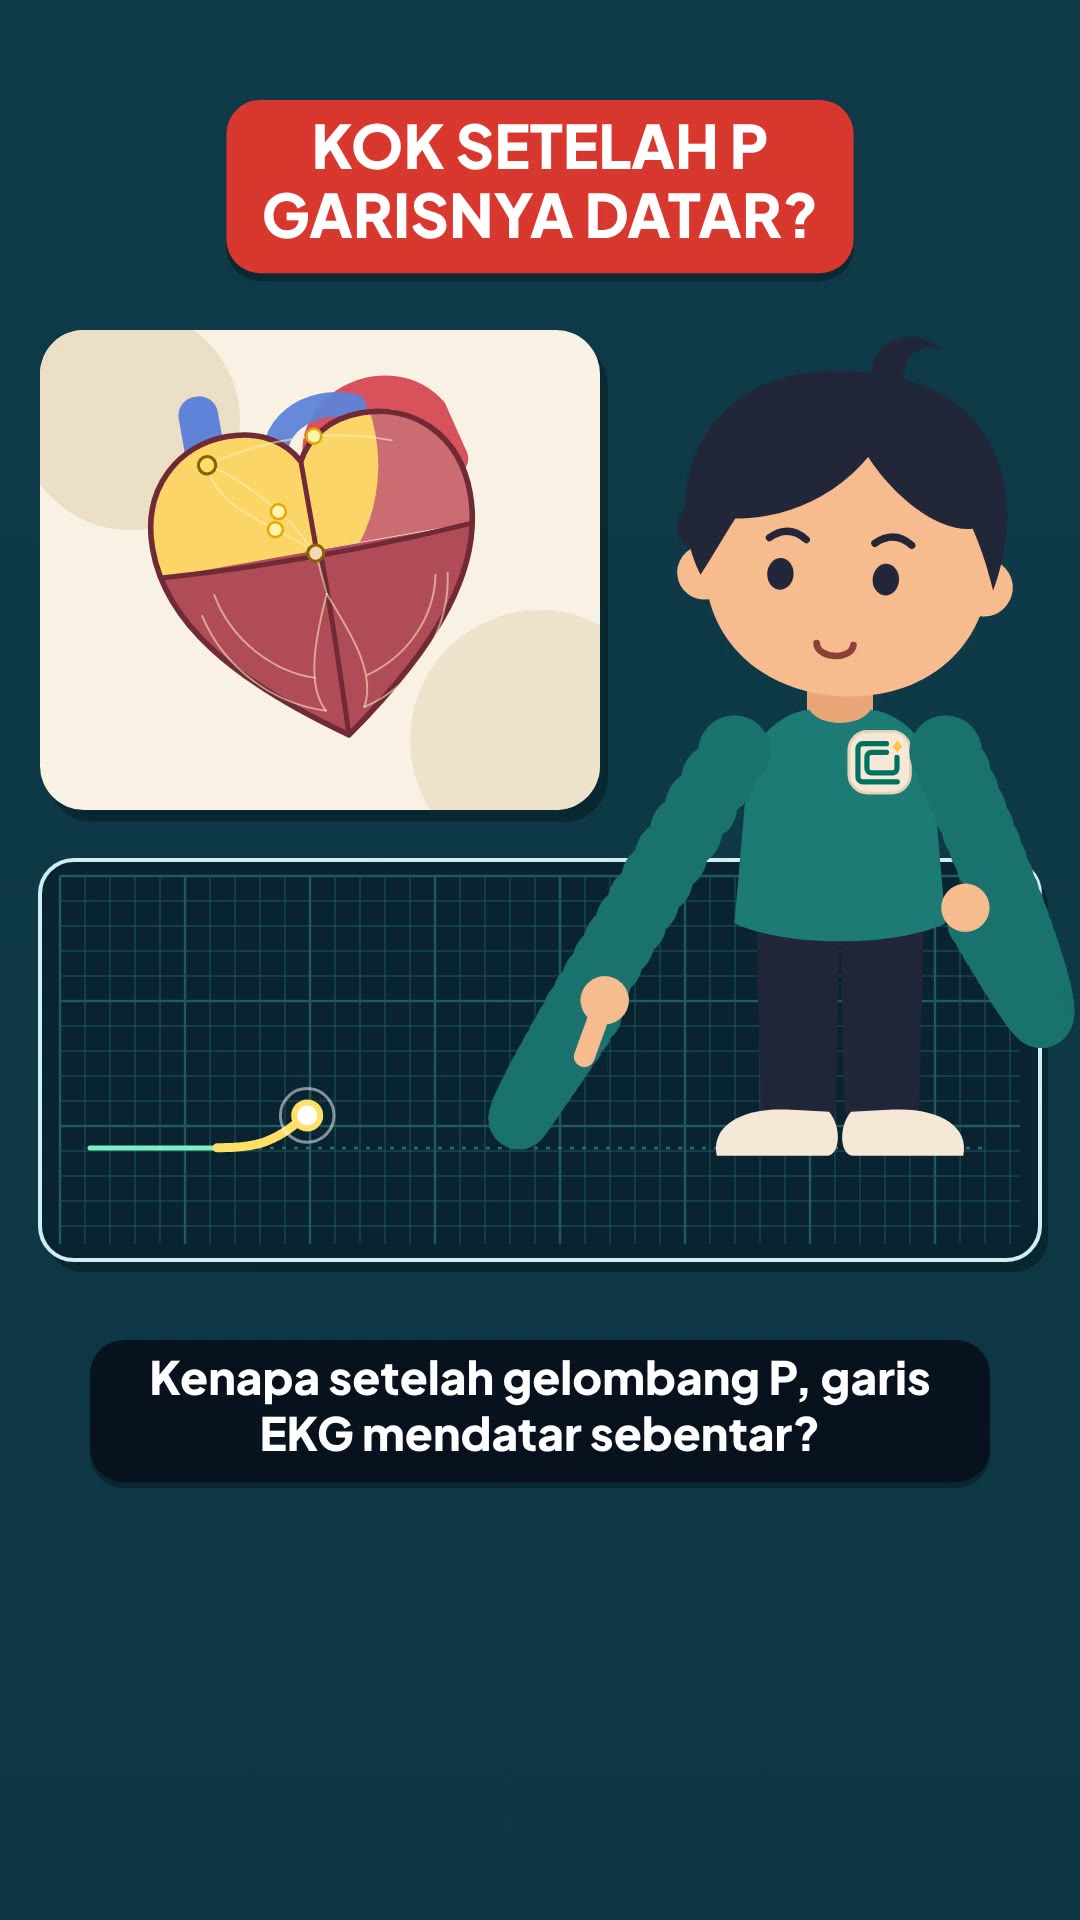 KOK SETELAH P
GARISNYA DATAR?
Kenapa setelah gelombang P, garis
EKG mendatar sebentar?